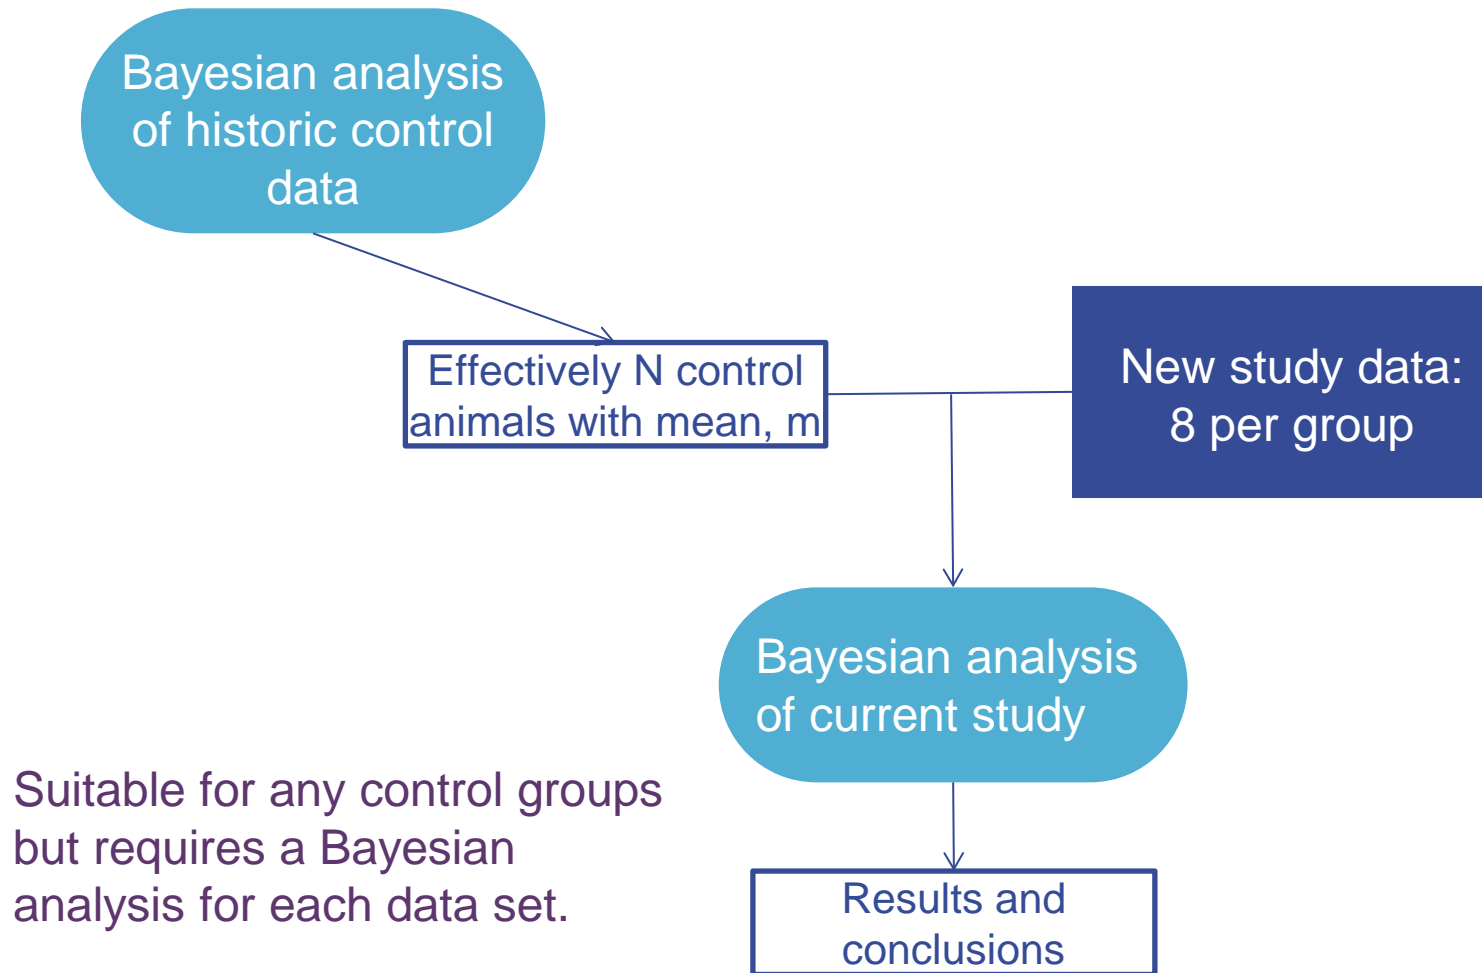 Bayesian analysis
of historic control
data
Effectively N control
animals with mean, m
New study data:
8 per group
Bayesian analysis
of current study
Suitable for any control groups
but requires a Bayesian
analysis for each data set.
Results and
conclusions